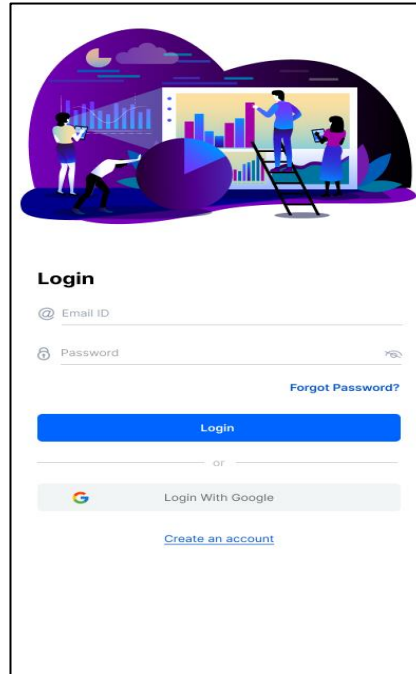 Login
@ Email ID
Password
Forgot Password?
Login
or
Login With Google
Create an account